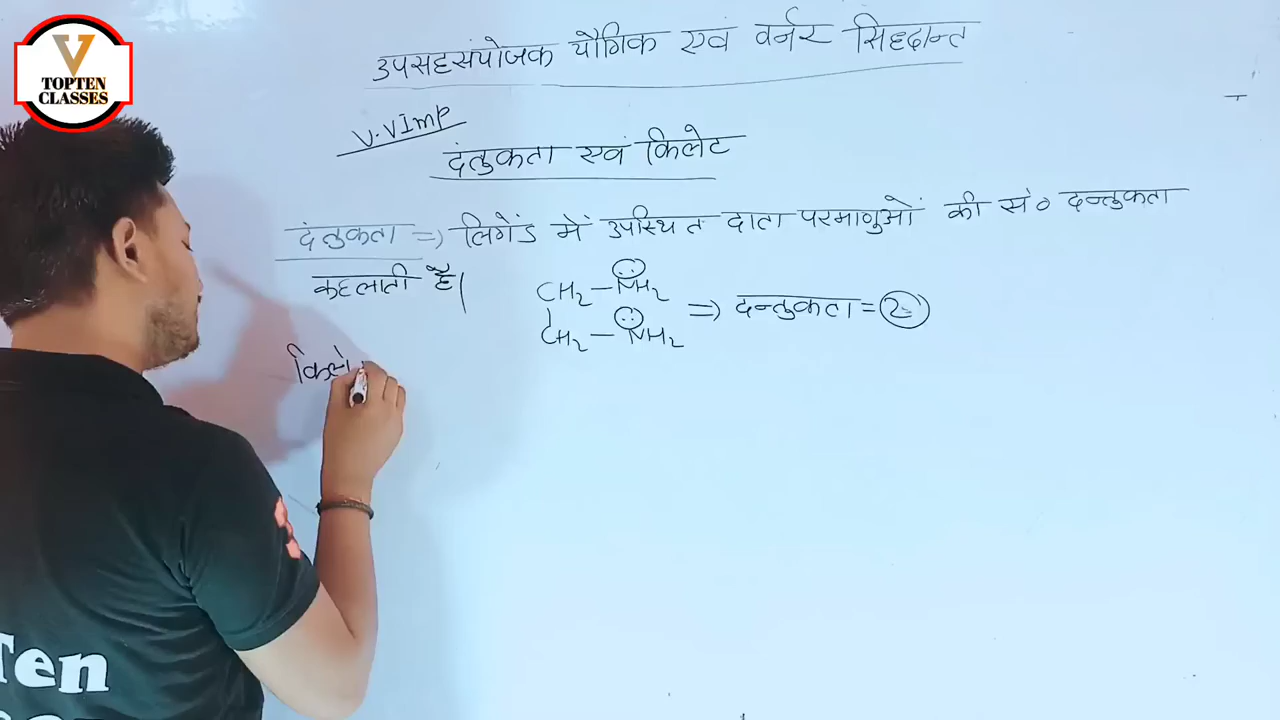 V
TOPTEN
CLASSES
उपसहसंयोजक यौगिक एवं वर्नर सिद्दान्त
V.V Imp
दंतुकता एवं किलेट
दंतुकता => लिगेंड में उपस्थित दाता परमाणुओं की सं० दन्तुकता
कहलाती है|
CH₂ – NH₂
CH₂ – NH₂
=> दन्तुकता = 2
किले
Ten